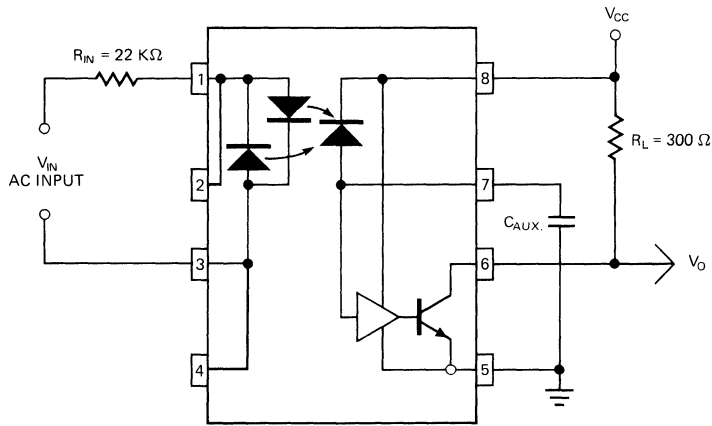 V_CC
R_IN = 22 KΩ
1
8
R_L = 300 Ω
V_IN
AC INPUT
2
7
C_AUX.
3
6
V_O
4
5